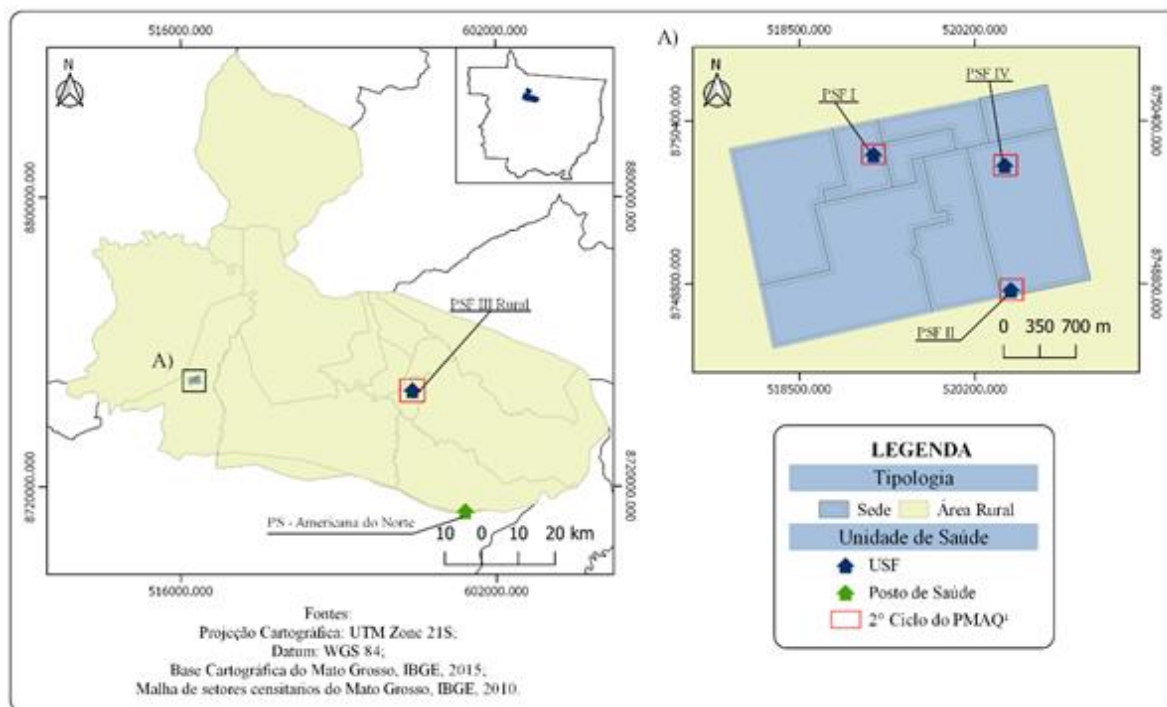 516000.000
602000.000
N
8800000.000
8800000.000
PSF III Rural
A)
8720000.000
8720000.000
PS - Americana do Norte
10 0 10 20 km
516000.000
602000.000
Fontes:
Projeção Cartográfica: UTM Zone 21S;
Datum: WGS 84;
Base Cartográfica do Mato Grosso, IBGE, 2015;
Malha de setores censitarios do Mato Grosso, IBGE, 2010.
A)
518500.000
520200.000
N
PSF I
PSF IV
8750400.000
8750400.000
8748800.000
8748800.000
PSF II
0 350 700 m
518500.000
520200.000
LEGENDA
Tipologia
Sede Área Rural
Unidade de Saúde
USF
Posto de Saúde
2° Ciclo do PMAQ¹